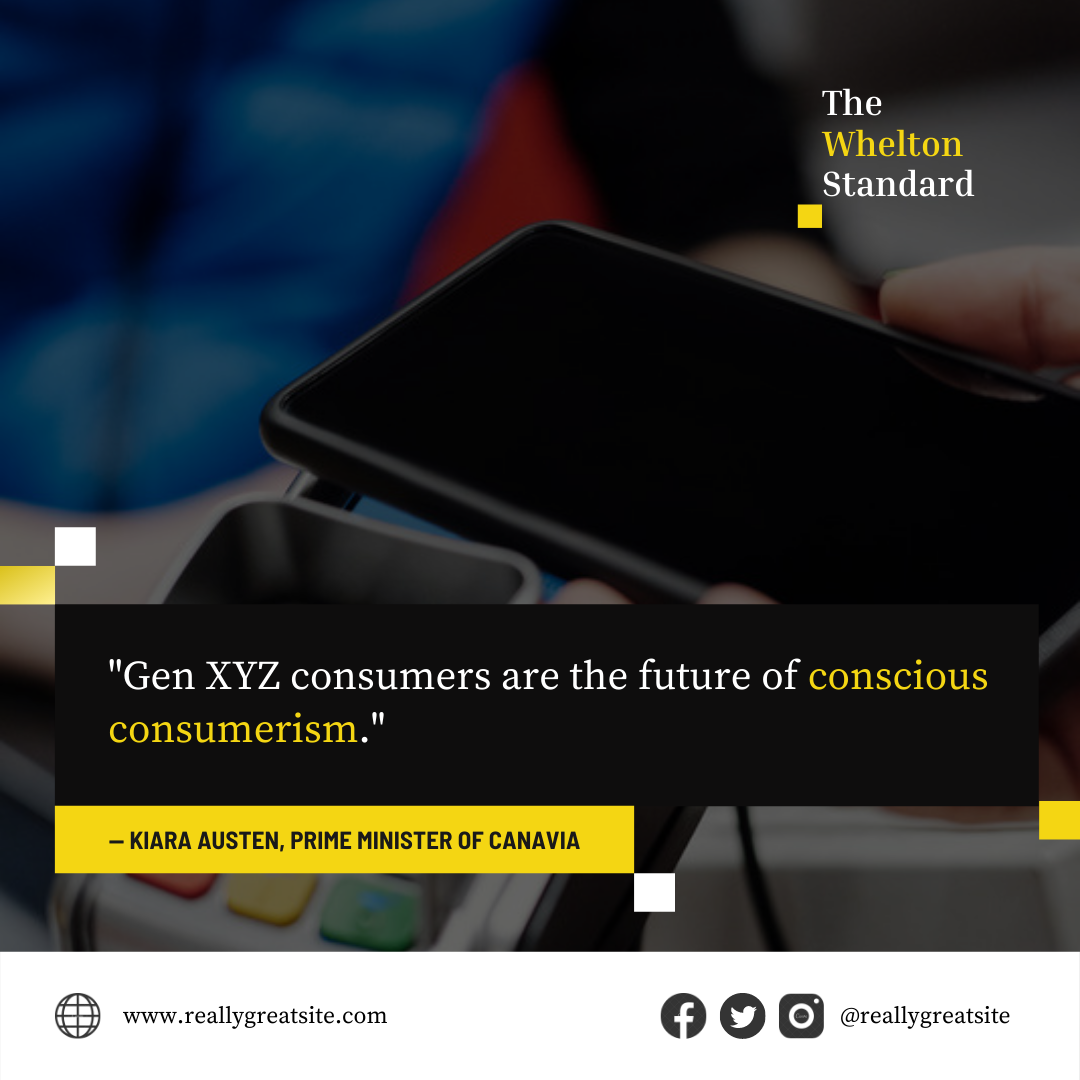 The
Whelton
Standard
"Gen XYZ consumers are the future of conscious
consumerism."
– KIARA AUSTEN, PRIME MINISTER OF CANAVIA
www.reallygreatsite.com
@reallygreatsite